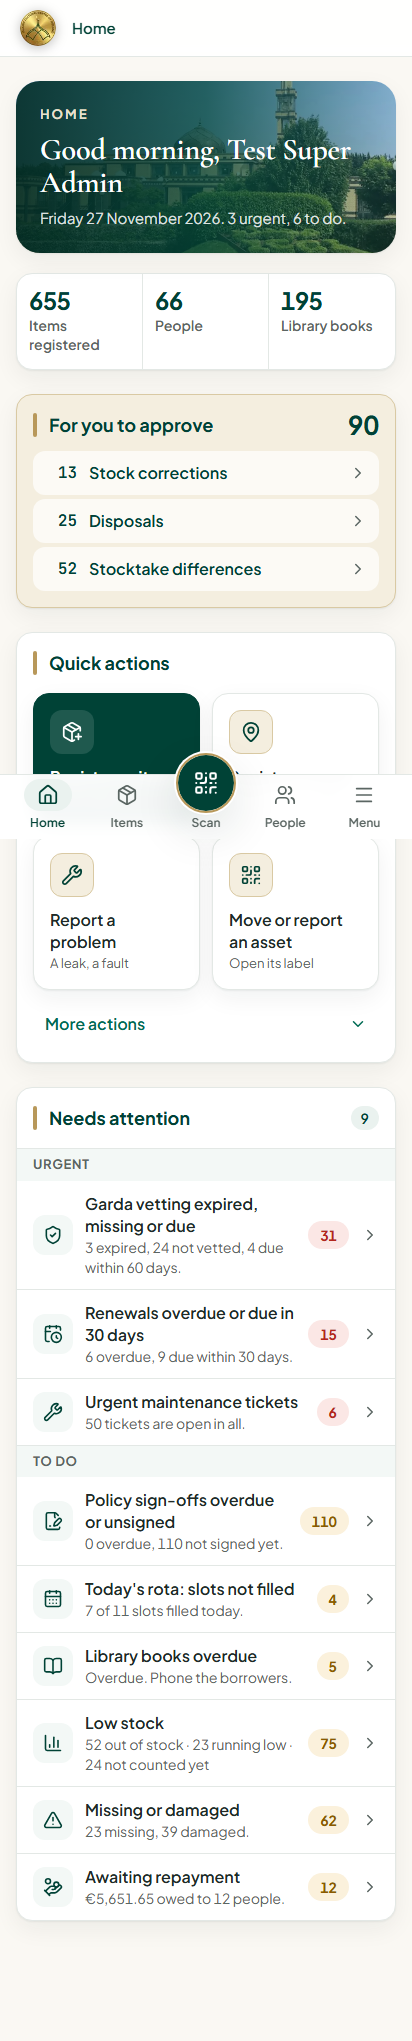 Home
HOME
Good morning, Test Super
Admin
Friday 27 November 2026. 3 urgent, 6 to do.
655
Items
registered
66
People
195
Library books
For you to approve
90
13 Stock corrections
25 Disposals
52 Stocktake differences
Quick actions
Home
Items
Scan
People
Menu
Report a
problem
A leak, a fault
Move or report
an asset
Open its label
More actions
Needs attention
9
URGENT
Garda vetting expired,
missing or due
3 expired, 24 not vetted, 4 due
within 60 days.
31
Renewals overdue or due in
30 days
6 overdue, 9 due within 30 days.
15
Urgent maintenance tickets
50 tickets are open in all.
6
TO DO
Policy sign-offs overdue
or unsigned
0 overdue, 110 not signed yet.
110
Today's rota: slots not filled
7 of 11 slots filled today.
4
Library books overdue
Overdue. Phone the borrowers.
5
Low stock
52 out of stock · 23 running low ·
24 not counted yet
75
Missing or damaged
23 missing, 39 damaged.
62
Awaiting repayment
€5,651.65 owed to 12 people.
12